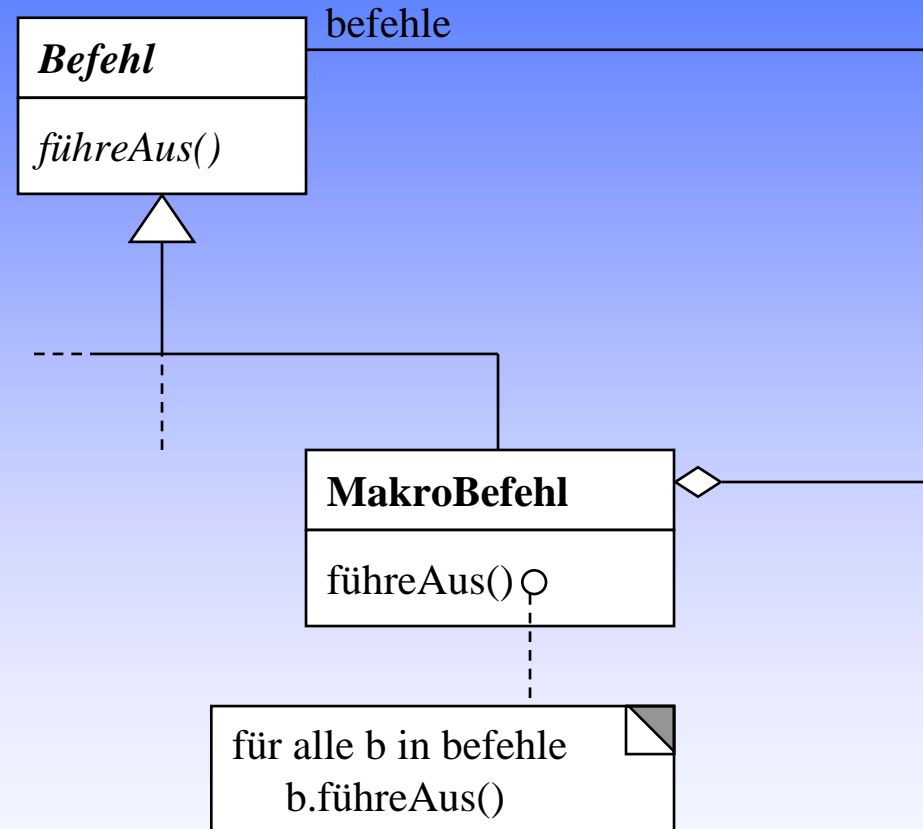 befehle
Befehl
führeAus()
MakroBefehl
führeAus()
für alle b in befehle
b.führeAus()